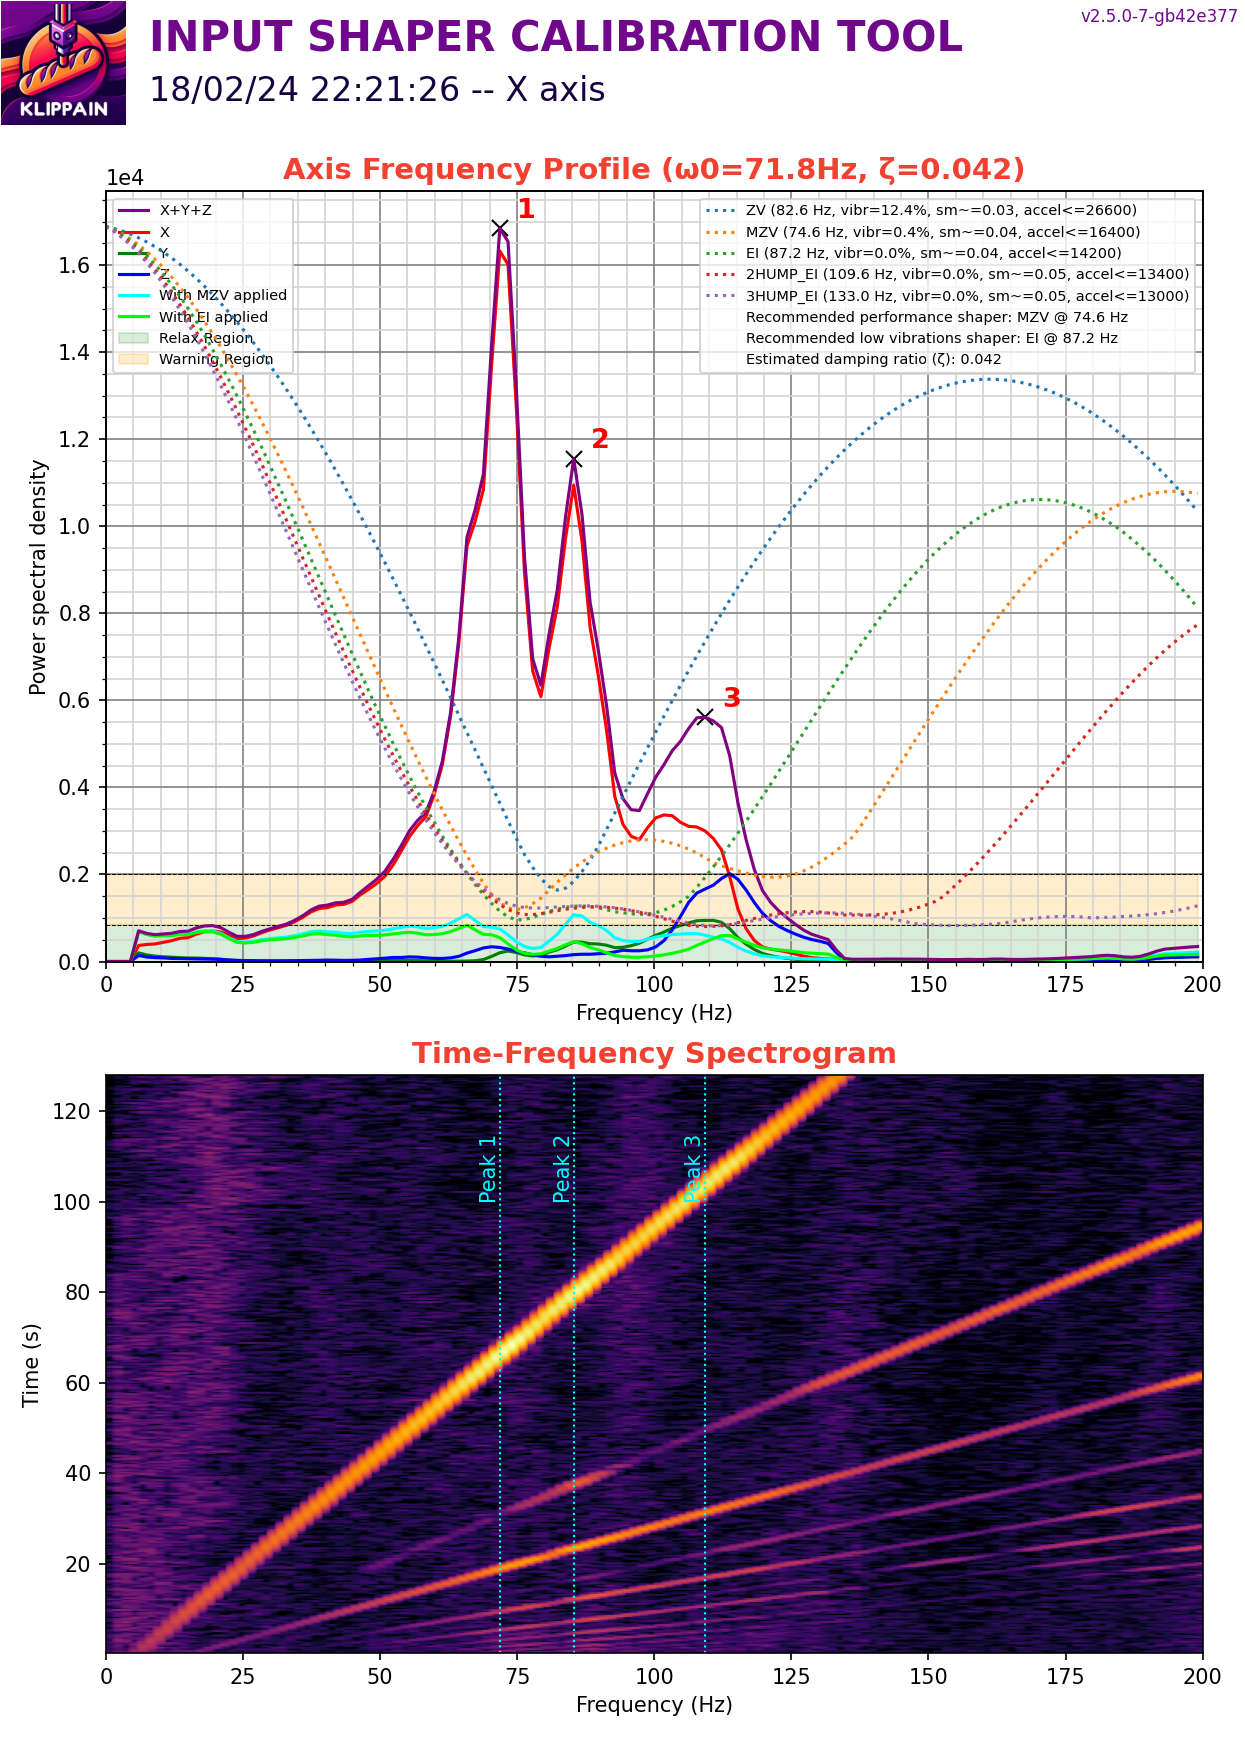 v2.5.0-7-gb42e377
INPUT SHAPER CALIBRATION TOOL
18/02/24 22:21:26 -- X axis
KLIPPAIN
Axis Frequency Profile (ω0=71.8Hz, ζ=0.042)
1e4
X+Y+Z
X
Y
Z
With MZV applied
With EI applied
Relax Region
Warning Region
ZV (82.6 Hz, vibr=12.4%, sm~=0.03, accel<=26600)
MZV (74.6 Hz, vibr=0.4%, sm~=0.04, accel<=16400)
EI (87.2 Hz, vibr=0.0%, sm~=0.04, accel<=14200)
2HUMP_EI (109.6 Hz, vibr=0.0%, sm~=0.05, accel<=13400)
3HUMP_EI (133.0 Hz, vibr=0.0%, sm~=0.05, accel<=13000)
Recommended performance shaper: MZV @ 74.6 Hz
Recommended low vibrations shaper: EI @ 87.2 Hz
Estimated damping ratio (ζ): 0.042
1
2
3
Power spectral density
1.6
1.4
1.2
1.0
0.8
0.6
0.4
0.2
0.0
0 25 50 75 100 125 150 175 200
Frequency (Hz)
Time-Frequency Spectrogram
Peak 1
Peak 2
Peak 3
Time (s)
120
100
80
60
40
20
0 25 50 75 100 125 150 175 200
Frequency (Hz)